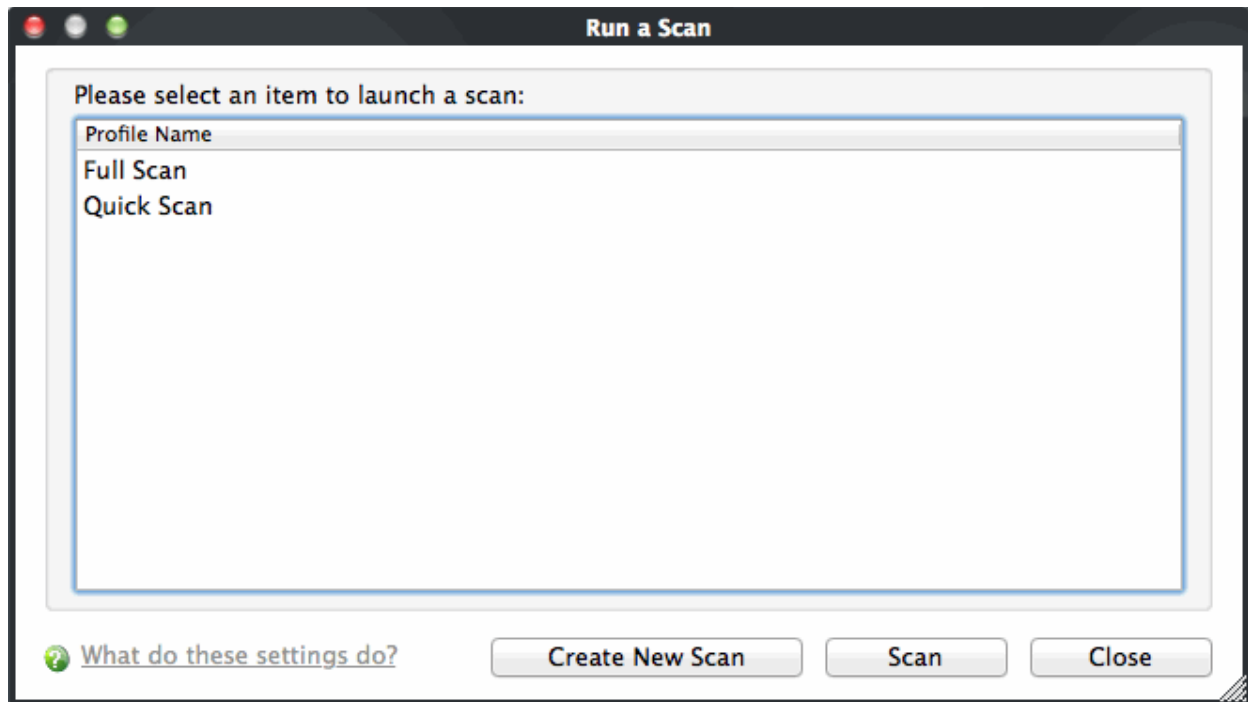 Run a Scan
Please select an item to launch a scan:
Profile Name
Full Scan
Quick Scan
What do these settings do?
Create New Scan
Scan
Close